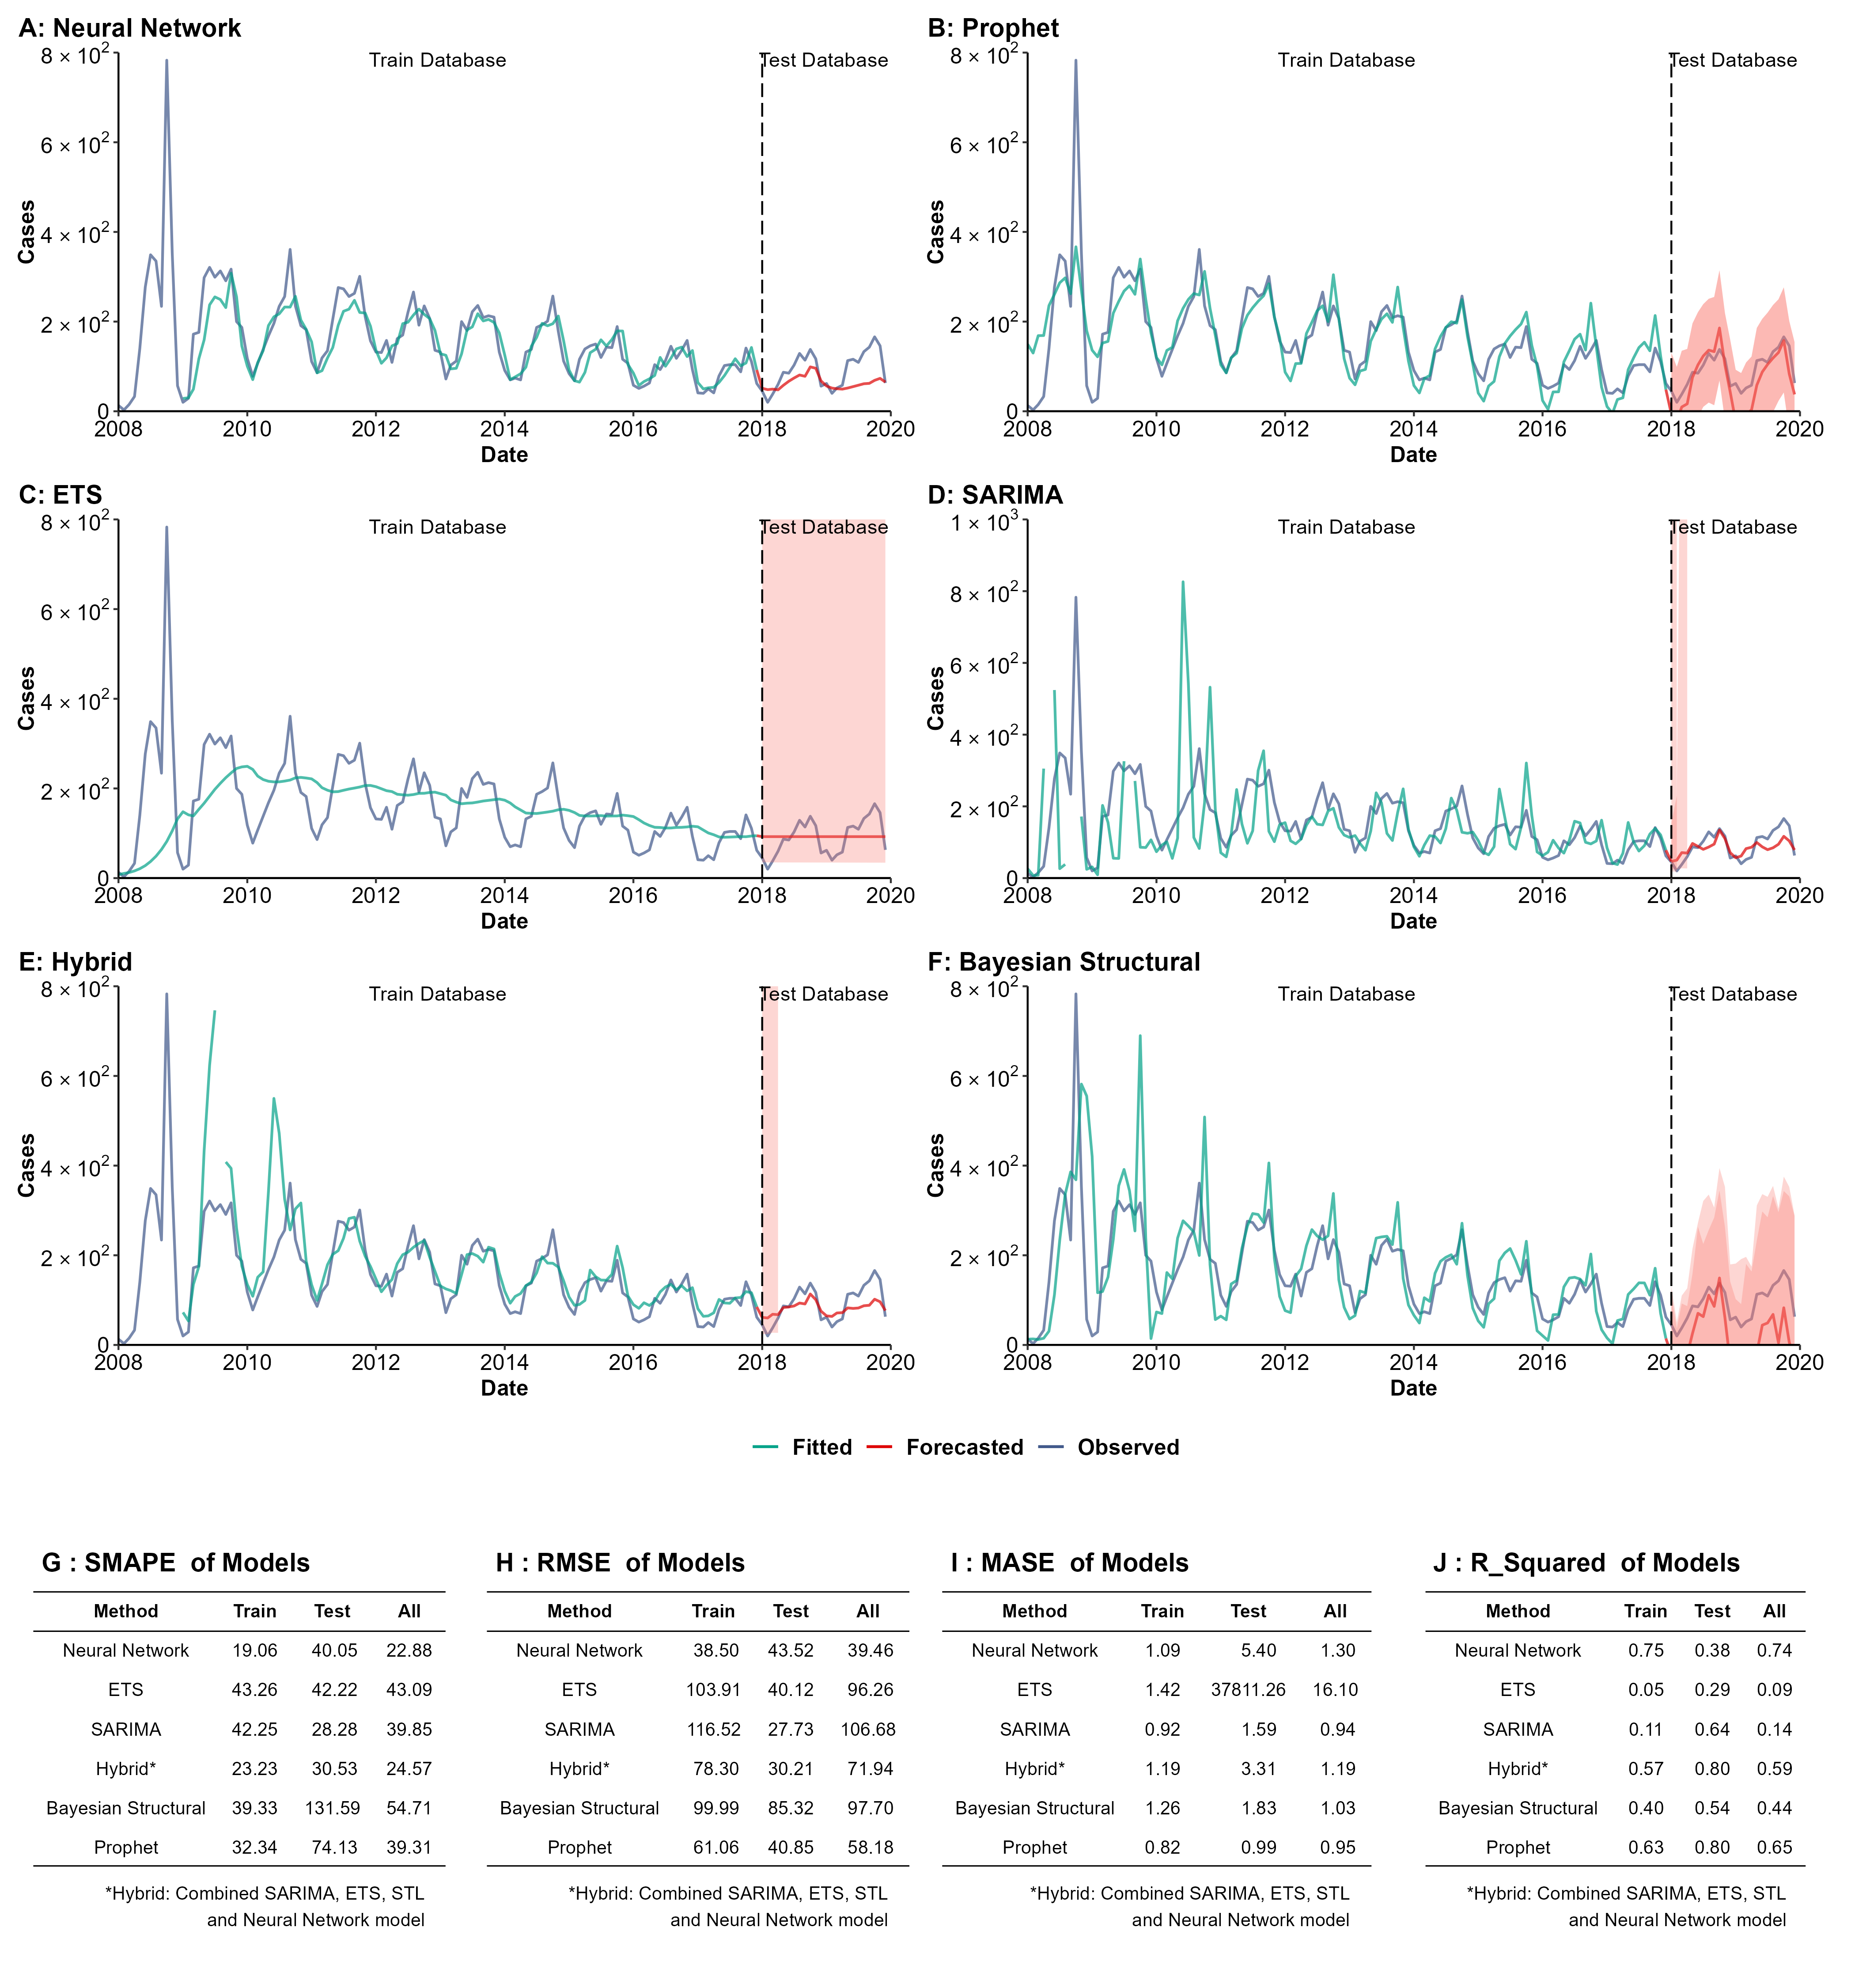 A: Neural Network
Train Database
Test Database
8 × 10²
6 × 10²
4 × 10²
2 × 10²
0
Cases
2008 2010 2012 2014 2016 2018 2020
Date
B: Prophet
Train Database
Test Database
8 × 10²
6 × 10²
4 × 10²
2 × 10²
0
Cases
2008 2010 2012 2014 2016 2018 2020
Date
C: ETS
Train Database
Test Database
8 × 10²
6 × 10²
4 × 10²
2 × 10²
0
Cases
2008 2010 2012 2014 2016 2018 2020
Date
D: SARIMA
Train Database
Test Database
1 × 10³
8 × 10²
6 × 10²
4 × 10²
2 × 10²
0
Cases
2008 2010 2012 2014 2016 2018 2020
Date
E: Hybrid
Train Database
Test Database
8 × 10²
6 × 10²
4 × 10²
2 × 10²
0
Cases
2008 2010 2012 2014 2016 2018 2020
Date
F: Bayesian Structural
Train Database
Test Database
8 × 10²
6 × 10²
4 × 10²
2 × 10²
0
Cases
2008 2010 2012 2014 2016 2018 2020
Date
Fitted Forecasted Observed
G : SMAPE of Models
Method Train Test All
Neural Network 19.06 40.05 22.88
ETS 43.26 42.22 43.09
SARIMA 42.25 28.28 39.85
Hybrid* 23.23 30.53 24.57
Bayesian Structural 39.33 131.59 54.71
Prophet 32.34 74.13 39.31
*Hybrid: Combined SARIMA, ETS, STL
and Neural Network model
H : RMSE of Models
Method Train Test All
Neural Network 38.50 43.52 39.46
ETS 103.91 40.12 96.26
SARIMA 116.52 27.73 106.68
Hybrid* 78.30 30.21 71.94
Bayesian Structural 99.99 85.32 97.70
Prophet 61.06 40.85 58.18
*Hybrid: Combined SARIMA, ETS, STL
and Neural Network model
I : MASE of Models
Method Train Test All
Neural Network 1.09 5.40 1.30
ETS 1.42 37811.26 16.10
SARIMA 0.92 1.59 0.94
Hybrid* 1.19 3.31 1.19
Bayesian Structural 1.26 1.83 1.03
Prophet 0.82 0.99 0.95
*Hybrid: Combined SARIMA, ETS, STL
and Neural Network model
J : R_Squared of Models
Method Train Test All
Neural Network 0.75 0.38 0.74
ETS 0.05 0.29 0.09
SARIMA 0.11 0.64 0.14
Hybrid* 0.57 0.80 0.59
Bayesian Structural 0.40 0.54 0.44
Prophet 0.63 0.80 0.65
*Hybrid: Combined SARIMA, ETS, STL
and Neural Network model